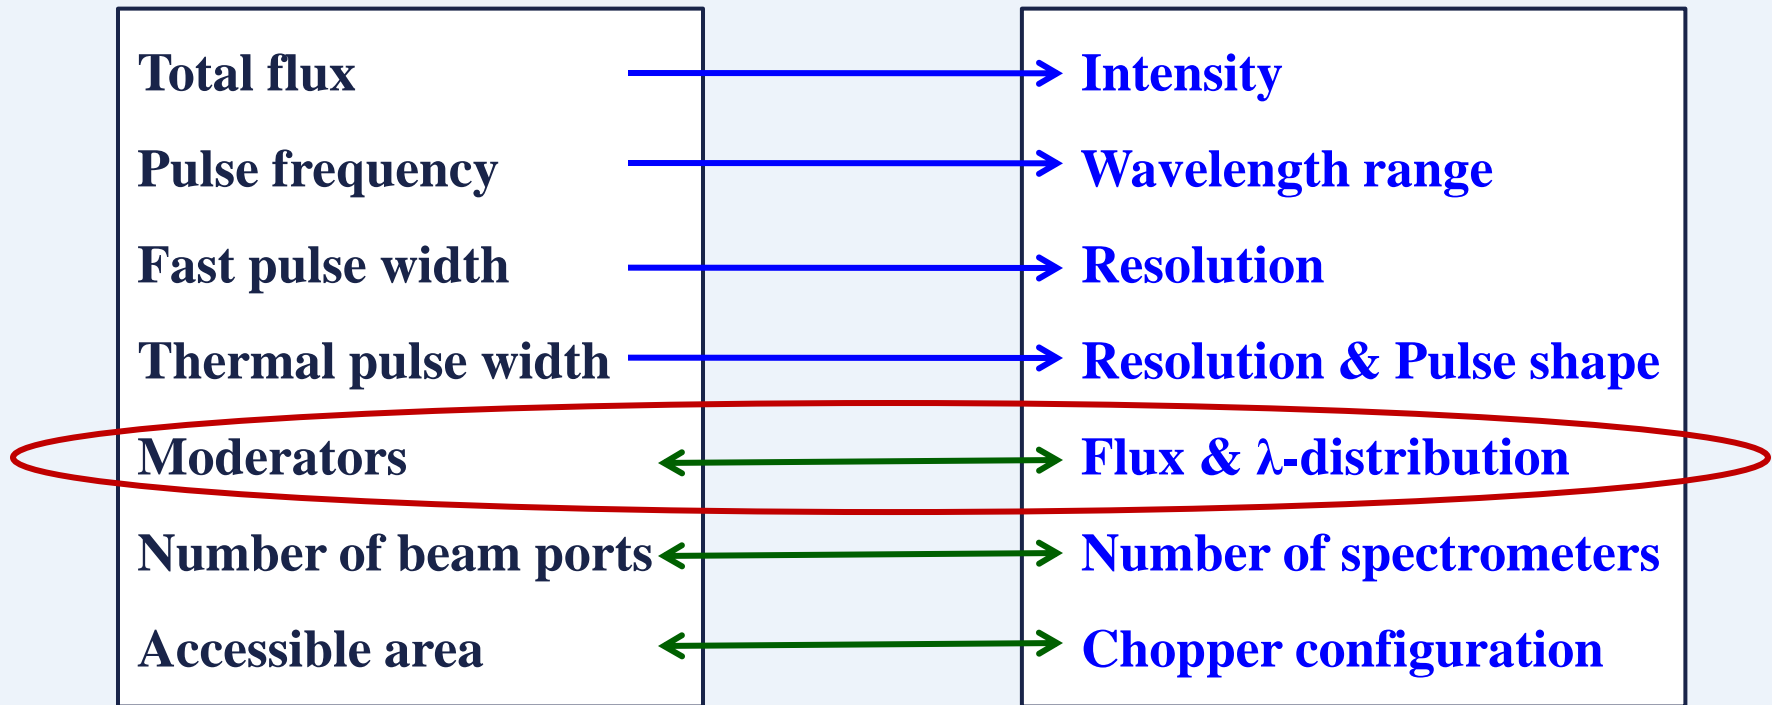 Total flux Intensity
Pulse frequency Wavelength range
Fast pulse width Resolution
Thermal pulse width Resolution & Pulse shape
Moderators Flux & λ-distribution
Number of beam ports Number of spectrometers
Accessible area Chopper configuration